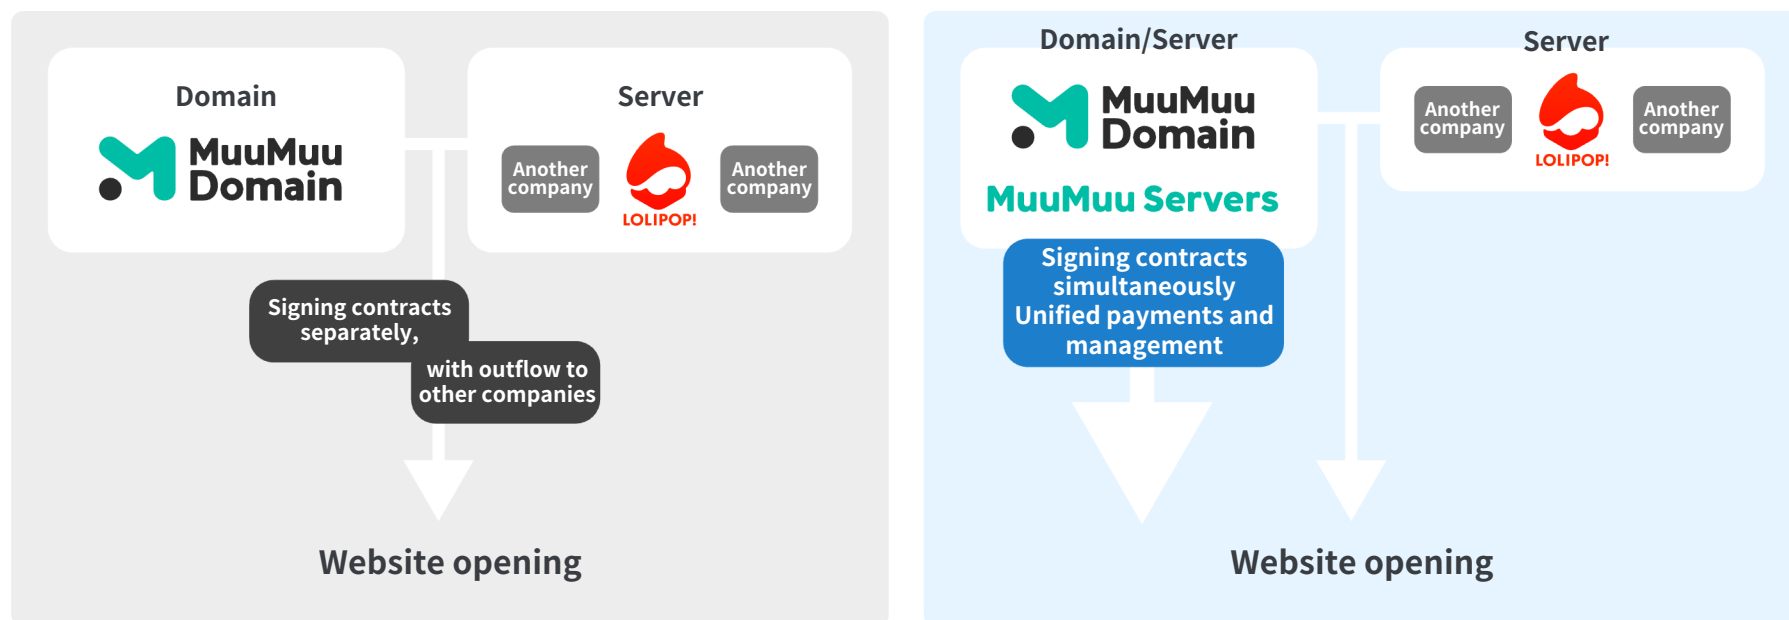 Domain
MuuMuu
Domain
Server
Another
company
LOLIPOP!
Another
company
Signing contracts
separately,
with outflow to
other companies
Website opening
Domain/Server
MuuMuu
Domain
MuuMuu Servers
Signing contracts
simultaneously
Unified payments and
management
Server
Another
company
LOLIPOP!
Another
company
Website opening